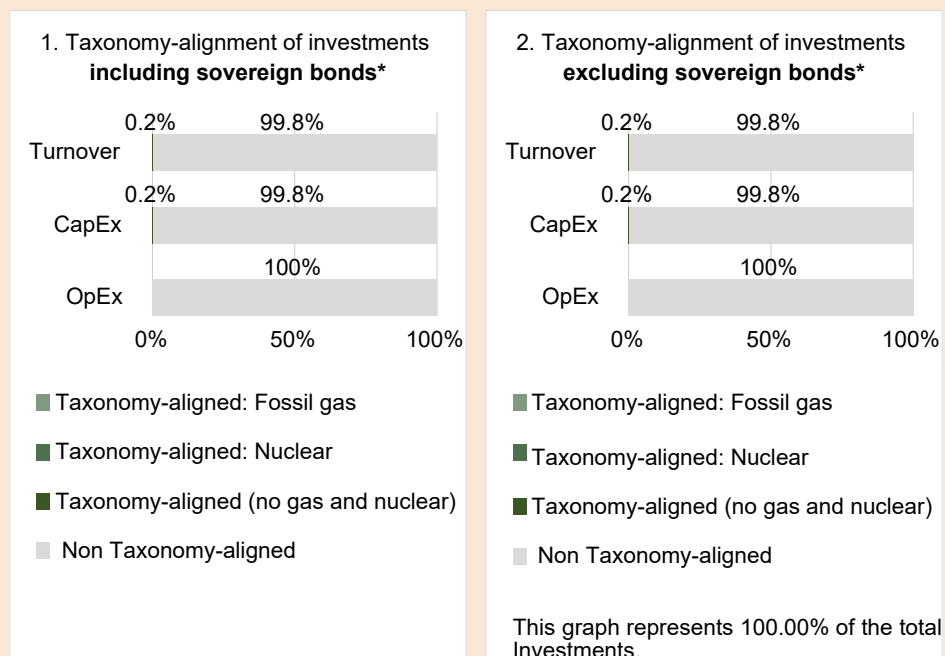 1. Taxonomy-alignment of investments
including sovereign bonds*
0.2% 99.8%
Turnover
0.2% 99.8%
CapEx
100%
OpEx
0% 50% 100%
Taxonomy-aligned: Fossil gas
Taxonomy-aligned: Nuclear
Taxonomy-aligned (no gas and nuclear)
Non Taxonomy-aligned
2. Taxonomy-alignment of investments
excluding sovereign bonds*
0.2% 99.8%
Turnover
0.2% 99.8%
CapEx
100%
OpEx
0% 50% 100%
Taxonomy-aligned: Fossil gas
Taxonomy-aligned: Nuclear
Taxonomy-aligned (no gas and nuclear)
Non Taxonomy-aligned
This graph represents 100.00% of the total
Investments.